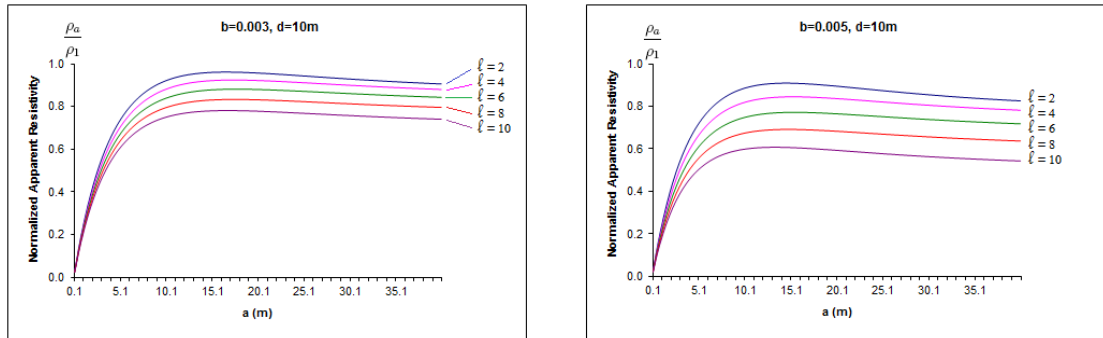 b=0.003, d=10m
ρₐ
ρ₁
Normalized Apparent Resistivity
1.0
0.8
0.6
0.4
0.2
0.0
0.1 5.1 10.1 15.1 20.1 25.1 30.1 35.1
a (m)
ℓ = 2
ℓ = 4
ℓ = 6
ℓ = 8
ℓ = 10
b=0.005, d=10m
ρₐ
ρ₁
Normalized Apparent Resistivity
1.0
0.8
0.6
0.4
0.2
0.0
0.1 5.1 10.1 15.1 20.1 25.1 30.1 35.1
a (m)
ℓ = 2
ℓ = 4
ℓ = 6
ℓ = 8
ℓ = 10